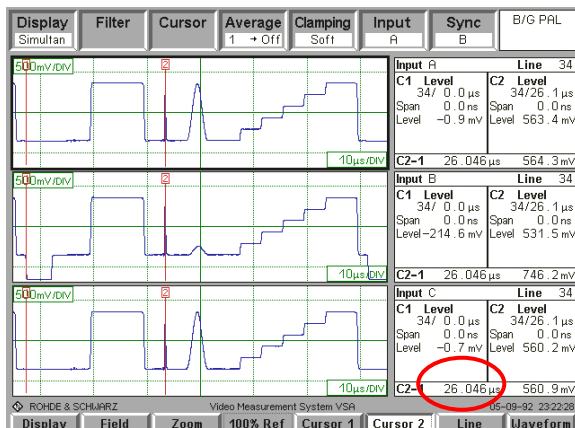 Display Filter Cursor Average Clamping Input Sync B/G PAL
Simultan 1 → Off Soft A B
500mV/DIV
1
2
10µs/DIV
Input A Line 34
C1 Level C2 Level
34/ 0.0 µs 34/26.1 µs
Span 0.0 ns Span 0.0 ns
Level -0.9 mV Level 563.4 mV
C2-1 26.046 µs 564.3 mV
500mV/DIV
1
2
10µs/DIV
Input B Line 34
C1 Level C2 Level
34/ 0.0 µs 34/26.1 µs
Span 0.0 ns Span 0.0 ns
Level -214.6 mV Level 531.5 mV
C2-1 26.046 µs 746.2 mV
500mV/DIV
1
2
10µs/DIV
Input C Line 34
C1 Level C2 Level
34/ 0.0 µs 34/26.1 µs
Span 0.0 ns Span 0.0 ns
Level -0.7 mV Level 560.2 mV
C2-1 26.046 µs 560.9 mV
ROHDE & SCHWARZ Video Measurement System VSA 05-09-92 23:22:28
Display Field Zoom 100% Ref Cursor 1 Cursor 2 Line Waveform